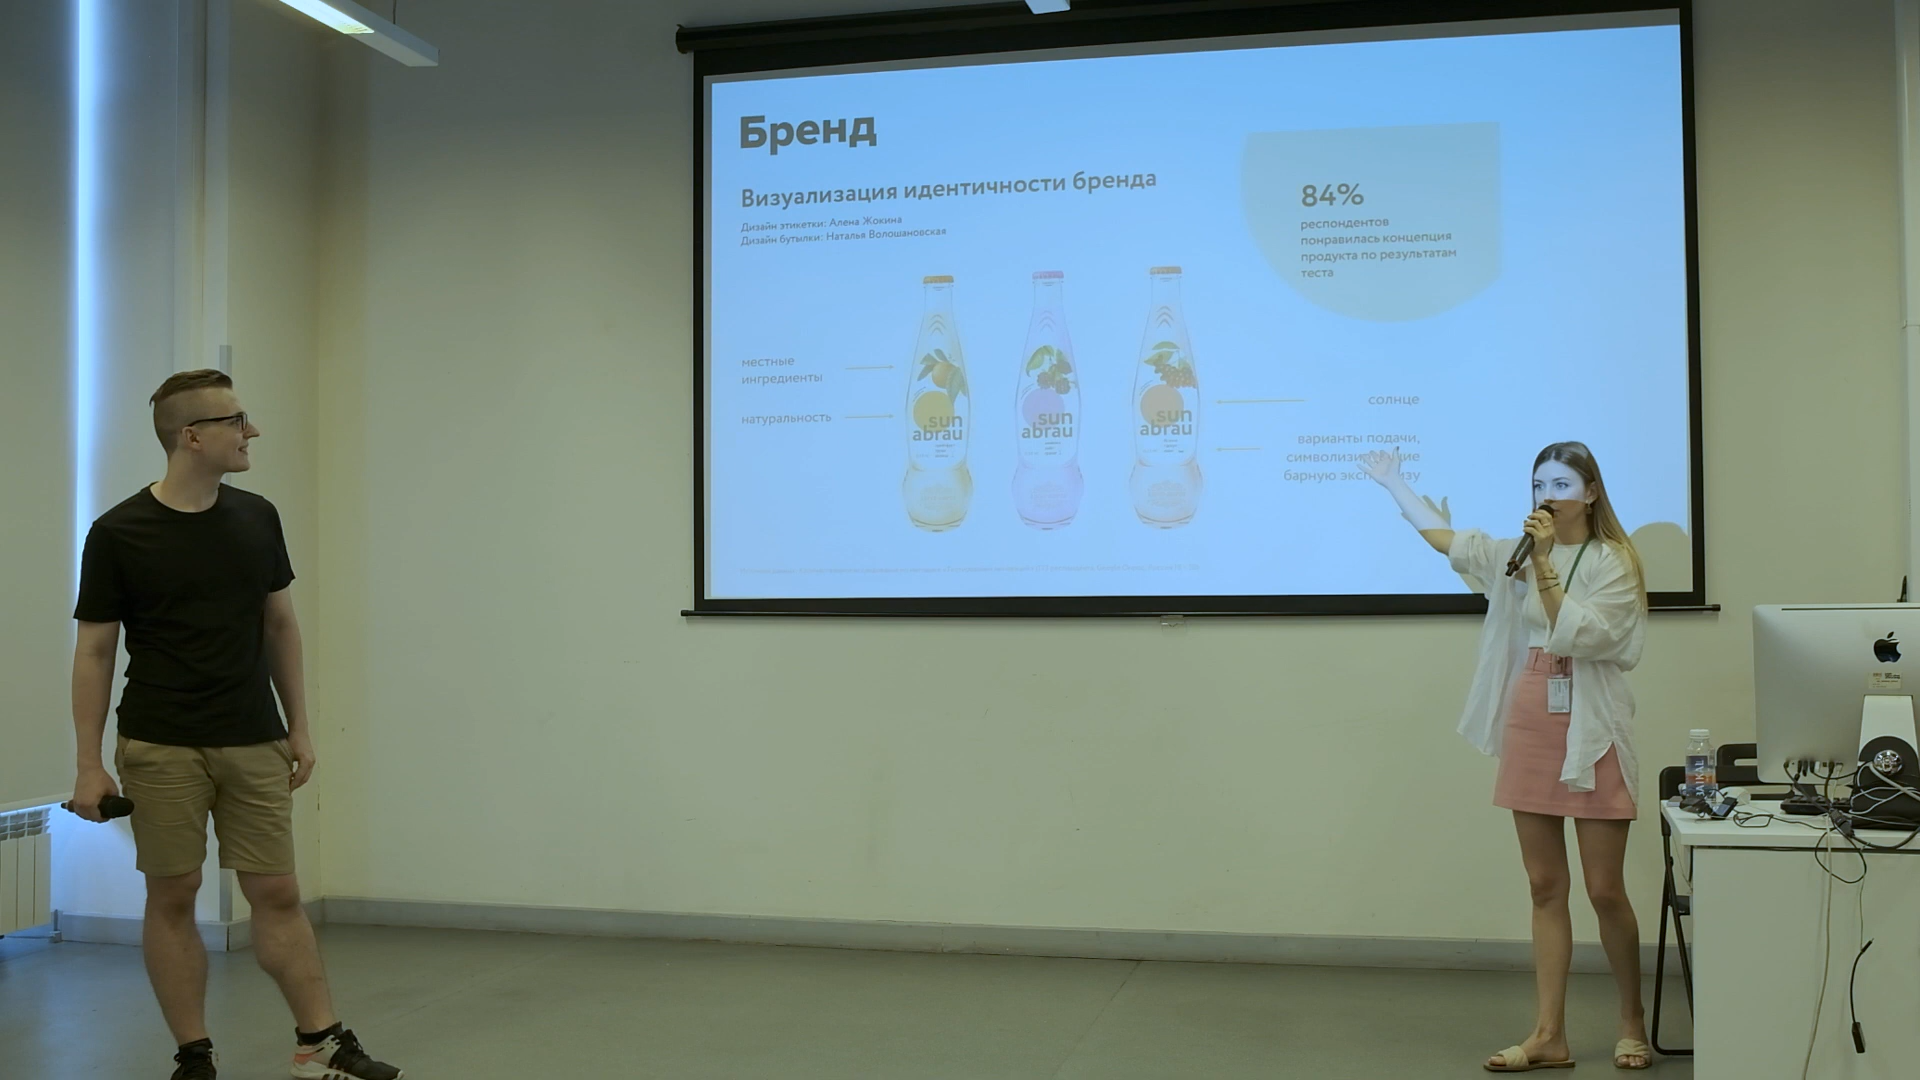 Бренд
Визуализация идентичности бренда
Дизайн этикетки: Алена Жокина
Дизайн бутылки: Наталья Волошановская
84%
респондентов
понравилась концепция
продукта по результатам
теста
местные
ингредиенты
натуральность
sun
abrau
sun
abrau
sun
abrau
солнце
варианты подачи,
барную
BAIKAL